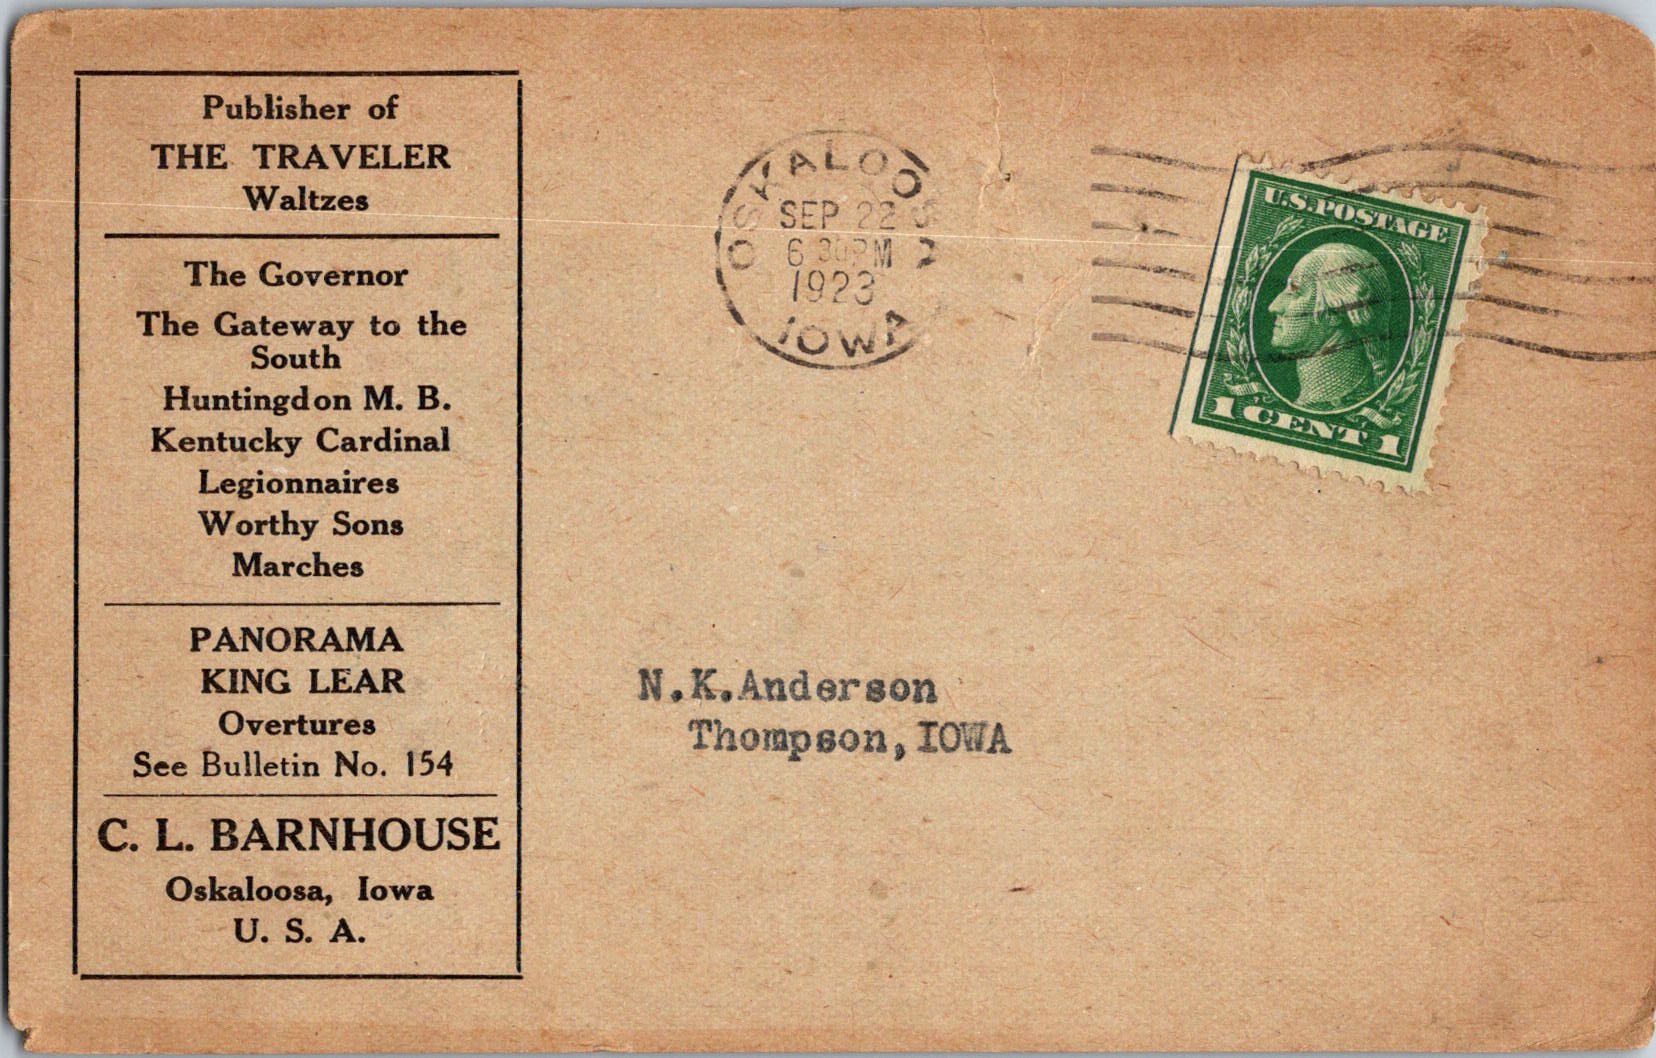 Publisher of
THE TRAVELER
Waltzes
The Governor
The Gateway to the
South
Huntingdon M. B.
Kentucky Cardinal
Legionnaires
Worthy Sons
Marches
PANORAMA
KING LEAR
Overtures
See Bulletin No. 154
C. L. BARNHOUSE
Oskaloosa, Iowa
U. S. A.
OSKALOOSA
SEP 22
6 30PM
1923
IOWA
U.S. POSTAGE
1 CENT 1
N.K.Anderson
Thompson, IOWA